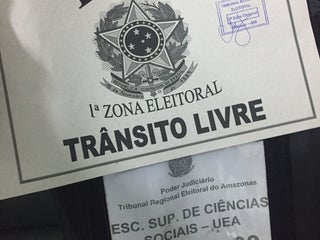 1ª ZONA ELEITORAL
TRÂNSITO LIVRE
Poder Judiciário
Tribunal Regional Eleitoral do Amazonas
ESC. SUP. DE CIÊNCIAS
SOCIAIS - UEA